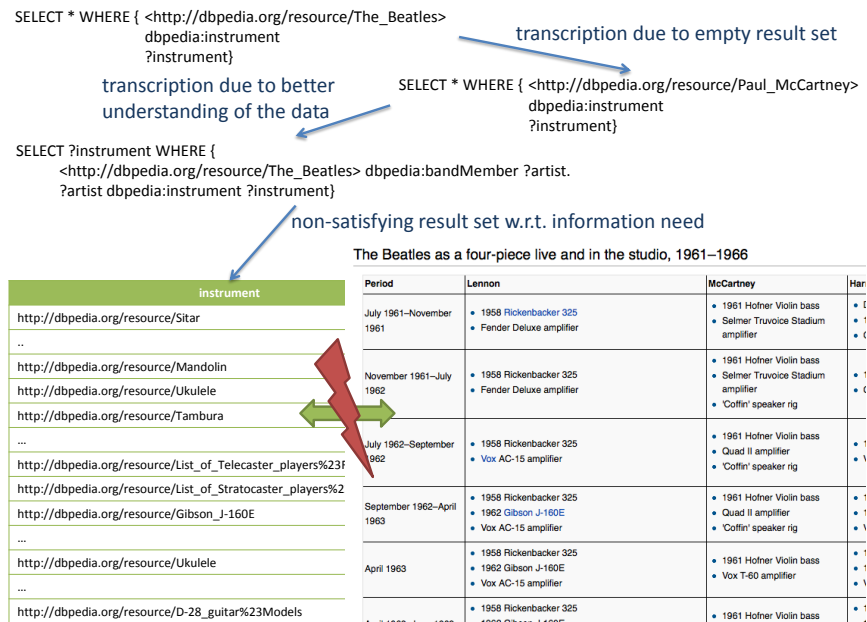 SELECT * WHERE { <http://dbpedia.org/resource/The_Beatles>
dbpedia:instrument
?instrument}
transcription due to empty result set
transcription due to better
understanding of the data
SELECT * WHERE { <http://dbpedia.org/resource/Paul_McCartney>
dbpedia:instrument
?instrument}
SELECT ?instrument WHERE {
<http://dbpedia.org/resource/The_Beatles> dbpedia:bandMember ?artist.
?artist dbpedia:instrument ?instrument}
non-satisfying result set w.r.t. information need
instrument
http://dbpedia.org/resource/Sitar
..
http://dbpedia.org/resource/Mandolin
http://dbpedia.org/resource/Ukulele
http://dbpedia.org/resource/Tambura
...
http://dbpedia.org/resource/List_of_Telecaster_players%23
http://dbpedia.org/resource/List_of_Stratocaster_players%2
http://dbpedia.org/resource/Gibson_J-160E
...
http://dbpedia.org/resource/Ukulele
...
http://dbpedia.org/resource/D-28_guitar%23Models
The Beatles as a four-piece live and in the studio, 1961–1966
Period Lennon McCartney Har
July 1961–November
1961
• 1958 Rickenbacker 325
• Fender Deluxe amplifier
• 1961 Hofner Violin bass
• Selmer Truvoice Stadium
amplifier
November 1961–July
1962
• 1958 Rickenbacker 325
• Fender Deluxe amplifier
• 1961 Hofner Violin bass
• Selmer Truvoice Stadium
amplifier
• 'Coffin' speaker rig
July 1962–September
1962
• 1958 Rickenbacker 325
• Vox AC-15 amplifier
• 1961 Hofner Violin bass
• Quad II amplifier
• 'Coffin' speaker rig
September 1962–April
1963
• 1958 Rickenbacker 325
• 1962 Gibson J-160E
• Vox AC-15 amplifier
• 1961 Hofner Violin bass
• Quad II amplifier
• 'Coffin' speaker rig
April 1963
• 1958 Rickenbacker 325
• 1962 Gibson J-160E
• Vox AC-15 amplifier
• 1961 Hofner Violin bass
• Vox T-60 amplifier
• 1958 Rickenbacker 325
• 1961 Hofner Violin bass